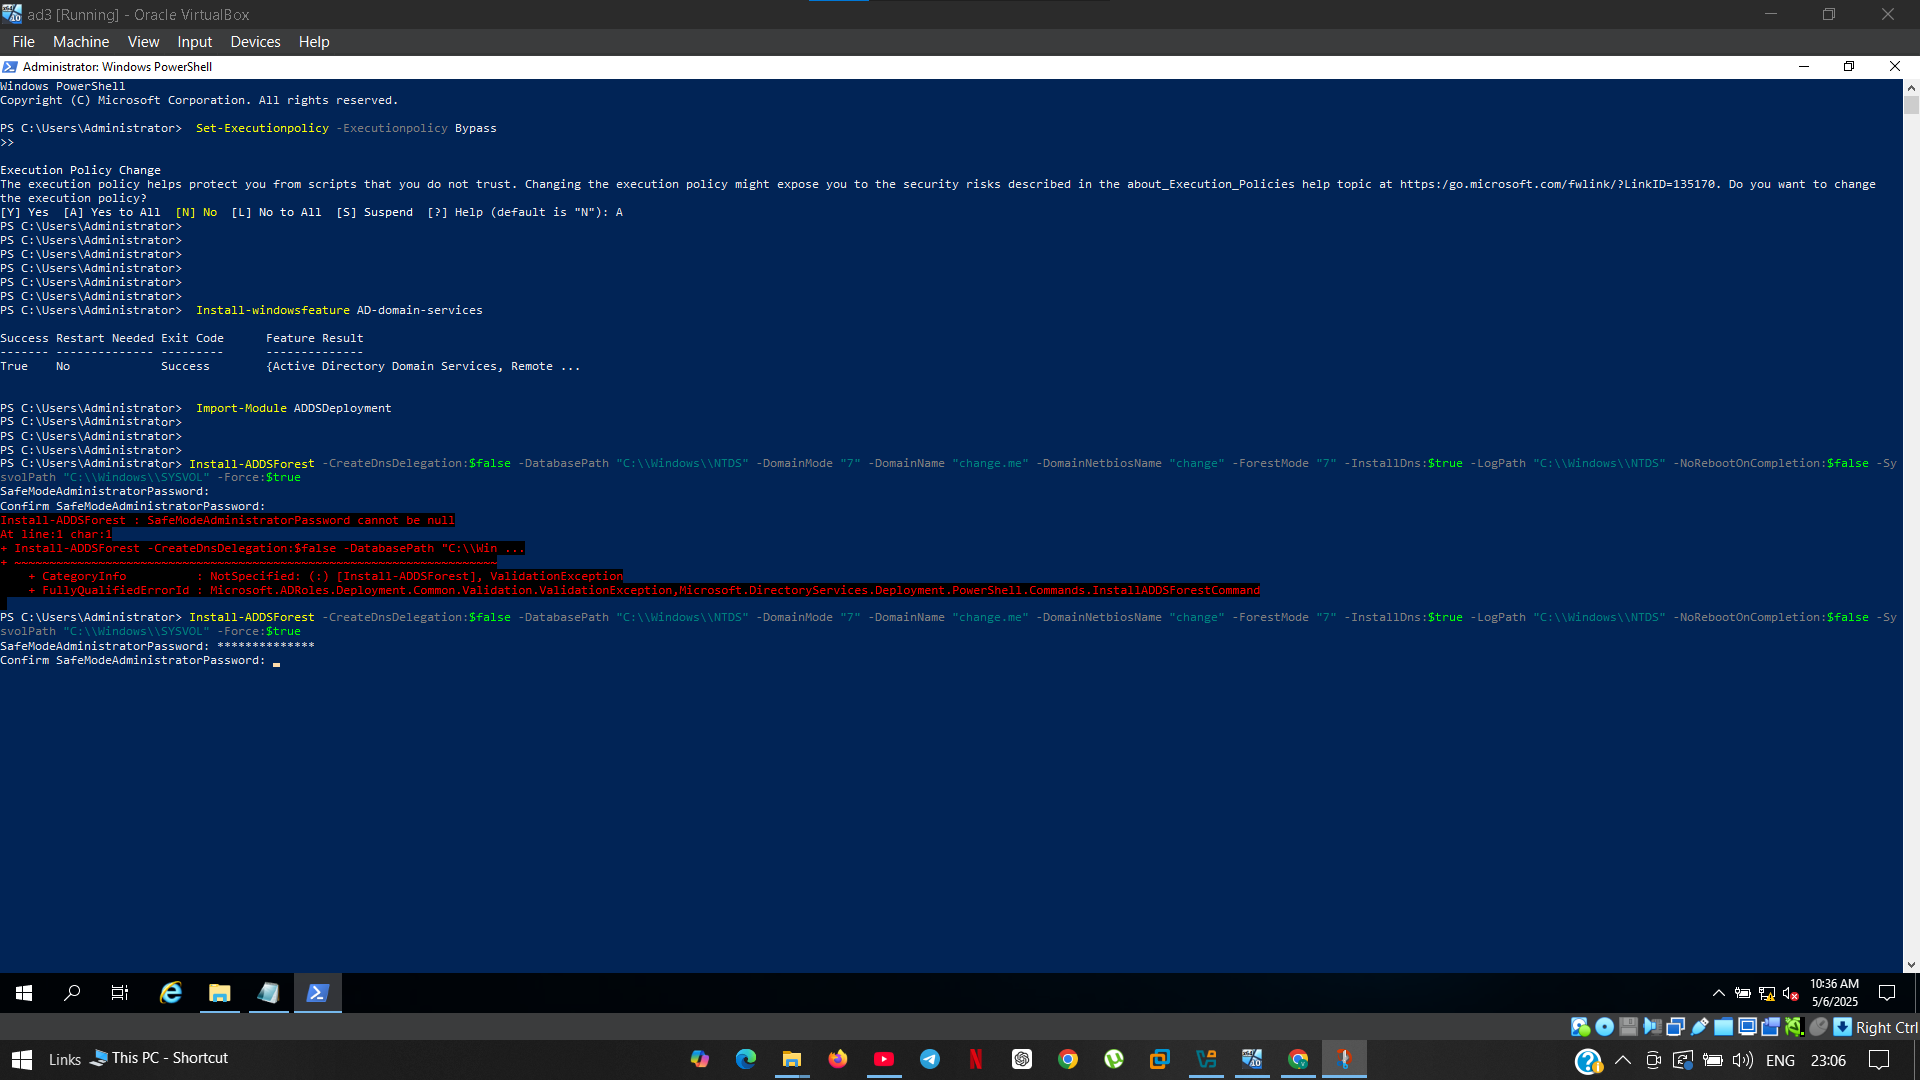 ad3 [Running] - Oracle VirtualBox
File Machine View Input Devices Help
Administrator: Windows PowerShell
Windows PowerShell
Copyright (C) Microsoft Corporation. All rights reserved.
PS C:\Users\Administrator>  Set-Executionpolicy -Executionpolicy Bypass
>>
Execution Policy Change
The execution policy helps protect you from scripts that you do not trust. Changing the execution policy might expose you to the security risks described in the about_Execution_Policies help topic at https:/go.microsoft.com/fwlink/?LinkID=135170. Do you want to change
the execution policy?
[Y] Yes  [A] Yes to All  [N] No  [L] No to All  [S] Suspend  [?] Help (default is "N"): A
PS C:\Users\Administrator>
PS C:\Users\Administrator>
PS C:\Users\Administrator>
PS C:\Users\Administrator>
PS C:\Users\Administrator>
PS C:\Users\Administrator>
PS C:\Users\Administrator>  Install-windowsfeature AD-domain-services
Success Restart Needed Exit Code      Feature Result
------- -------------- ---------      --------------
True    No             Success        {Active Directory Domain Services, Remote ...
PS C:\Users\Administrator>  Import-Module ADDSDeployment
PS C:\Users\Administrator>
PS C:\Users\Administrator>
PS C:\Users\Administrator>
PS C:\Users\Administrator> Install-ADDSForest -CreateDnsDelegation:$false -DatabasePath "C:\\Windows\\NTDS" -DomainMode "7" -DomainName "change.me" -DomainNetbiosName "change" -ForestMode "7" -InstallDns:$true -LogPath "C:\\Windows\\NTDS" -NoRebootOnCompletion:$false -Sy
svolPath "C:\\Windows\\SYSVOL" -Force:$true
SafeModeAdministratorPassword:
Confirm SafeModeAdministratorPassword:
Install-ADDSForest : SafeModeAdministratorPassword cannot be null
At line:1 char:1
+ Install-ADDSForest -CreateDnsDelegation:$false -DatabasePath "C:\\Win ...
+ ~~~~~~~~~~~~~~~~~~~~~~~~~~~~~~~~~~~~~~~~~~~~~~~~~~~~~~~~~~~~~~~~~~~~~
+ CategoryInfo          : NotSpecified: (:) [Install-ADDSForest], ValidationException
+ FullyQualifiedErrorId : Microsoft.ADRoles.Deployment.Common.Validation.ValidationException,Microsoft.DirectoryServices.Deployment.PowerShell.Commands.InstallADDSForestCommand
PS C:\Users\Administrator> Install-ADDSForest -CreateDnsDelegation:$false -DatabasePath "C:\\Windows\\NTDS" -DomainMode "7" -DomainName "change.me" -DomainNetbiosName "change" -ForestMode "7" -InstallDns:$true -LogPath "C:\\Windows\\NTDS" -NoRebootOnCompletion:$false -Sy
svolPath "C:\\Windows\\SYSVOL" -Force:$true
SafeModeAdministratorPassword: **************
Confirm SafeModeAdministratorPassword:
10:36 AM
5/6/2025
Right Ctrl
Links This PC - Shortcut
ENG 23:06